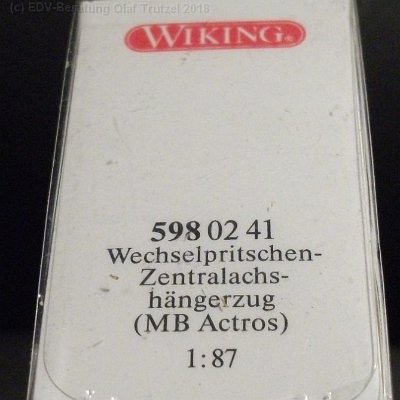 (c) EDV-Beratung Olaf Trutzel 2018
WIKING®
598 02 41
Wechselpritschen-
Zentralachs-
hängerzug
(MB Actros)
1:87